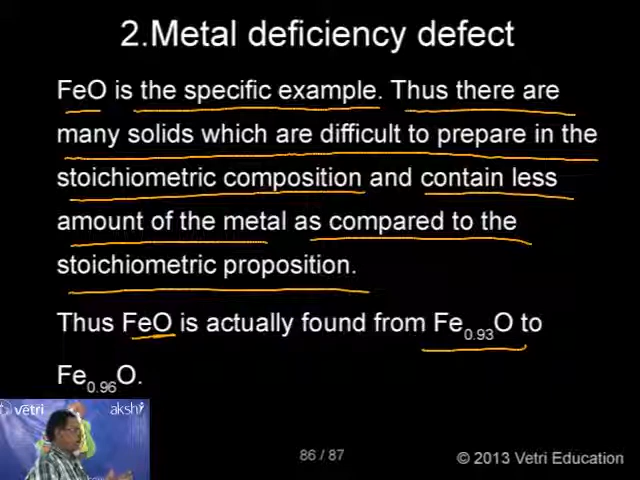 2.Metal deficiency defect
FeO is the specific example. Thus there are
many solids which are difficult to prepare in the
stoichiometric composition and contain less
amount of the metal as compared to the
stoichiometric proposition.
Thus FeO is actually found from Fe0.93O to
Fe0.96O.
vetri akshi
86 / 87
© 2013 Vetri Education